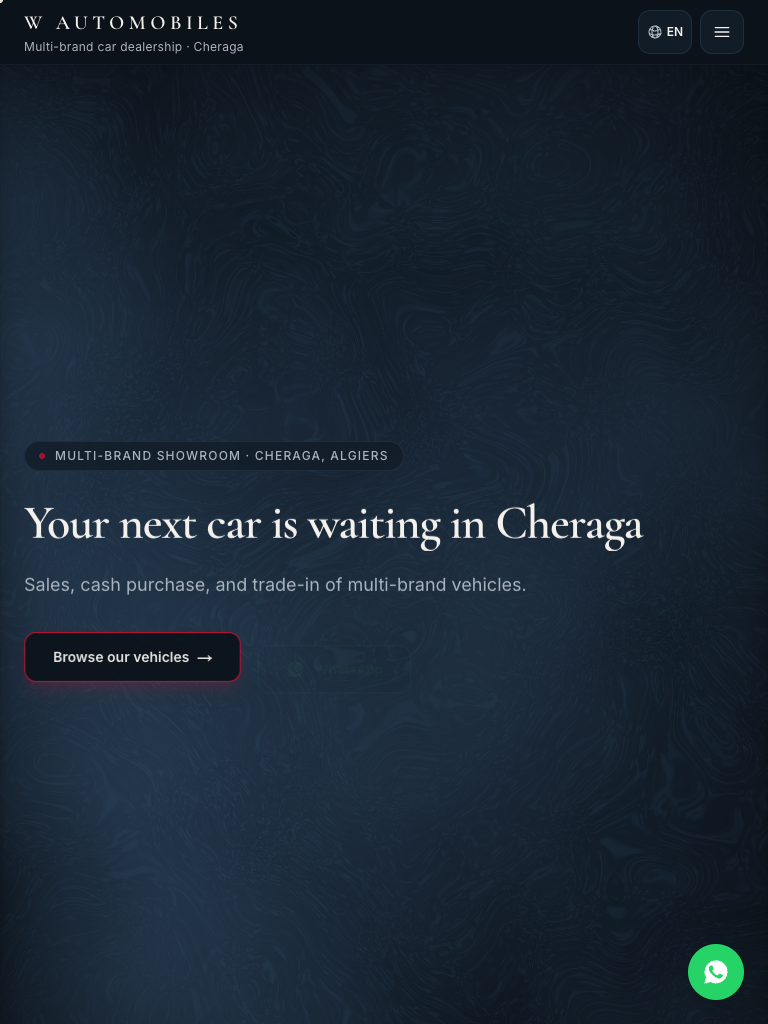 W AUTOMOBILES
Multi-brand car dealership · Cheraga
EN
MULTI-BRAND SHOWROOM · CHERAGA, ALGIERS
Your next car is waiting in Cheraga
Sales, cash purchase, and trade-in of multi-brand vehicles.
Browse our vehicles →